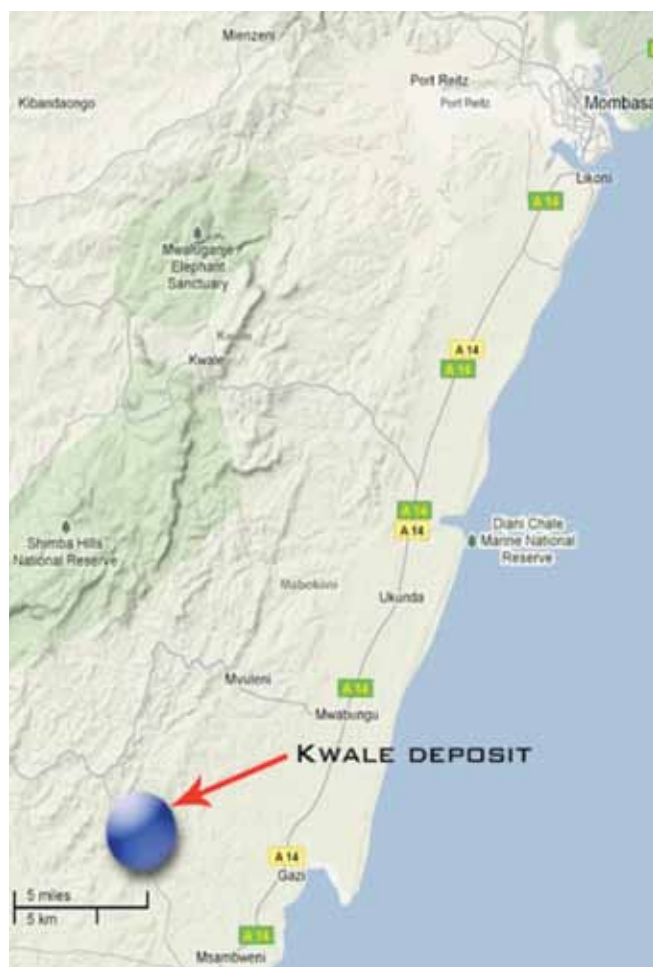 Mienzeni
Port Reitz
Kibandaongo
Port Reitz
Mombasa
Likoni
A 14
Mwaluganje
Elephant
Sanctuary
Kwale
A 14
Kwale
A 14
A 14
Diani Chale
A 14
Marine National
Shimba Hills
Reserve
National Reserve
Mabokoni
Ukunda
Mvuleni
A 14
Mwabungu
KWALE DEPOSIT
A 14
Gazi
5 miles
5 km
A 14
Msambweni